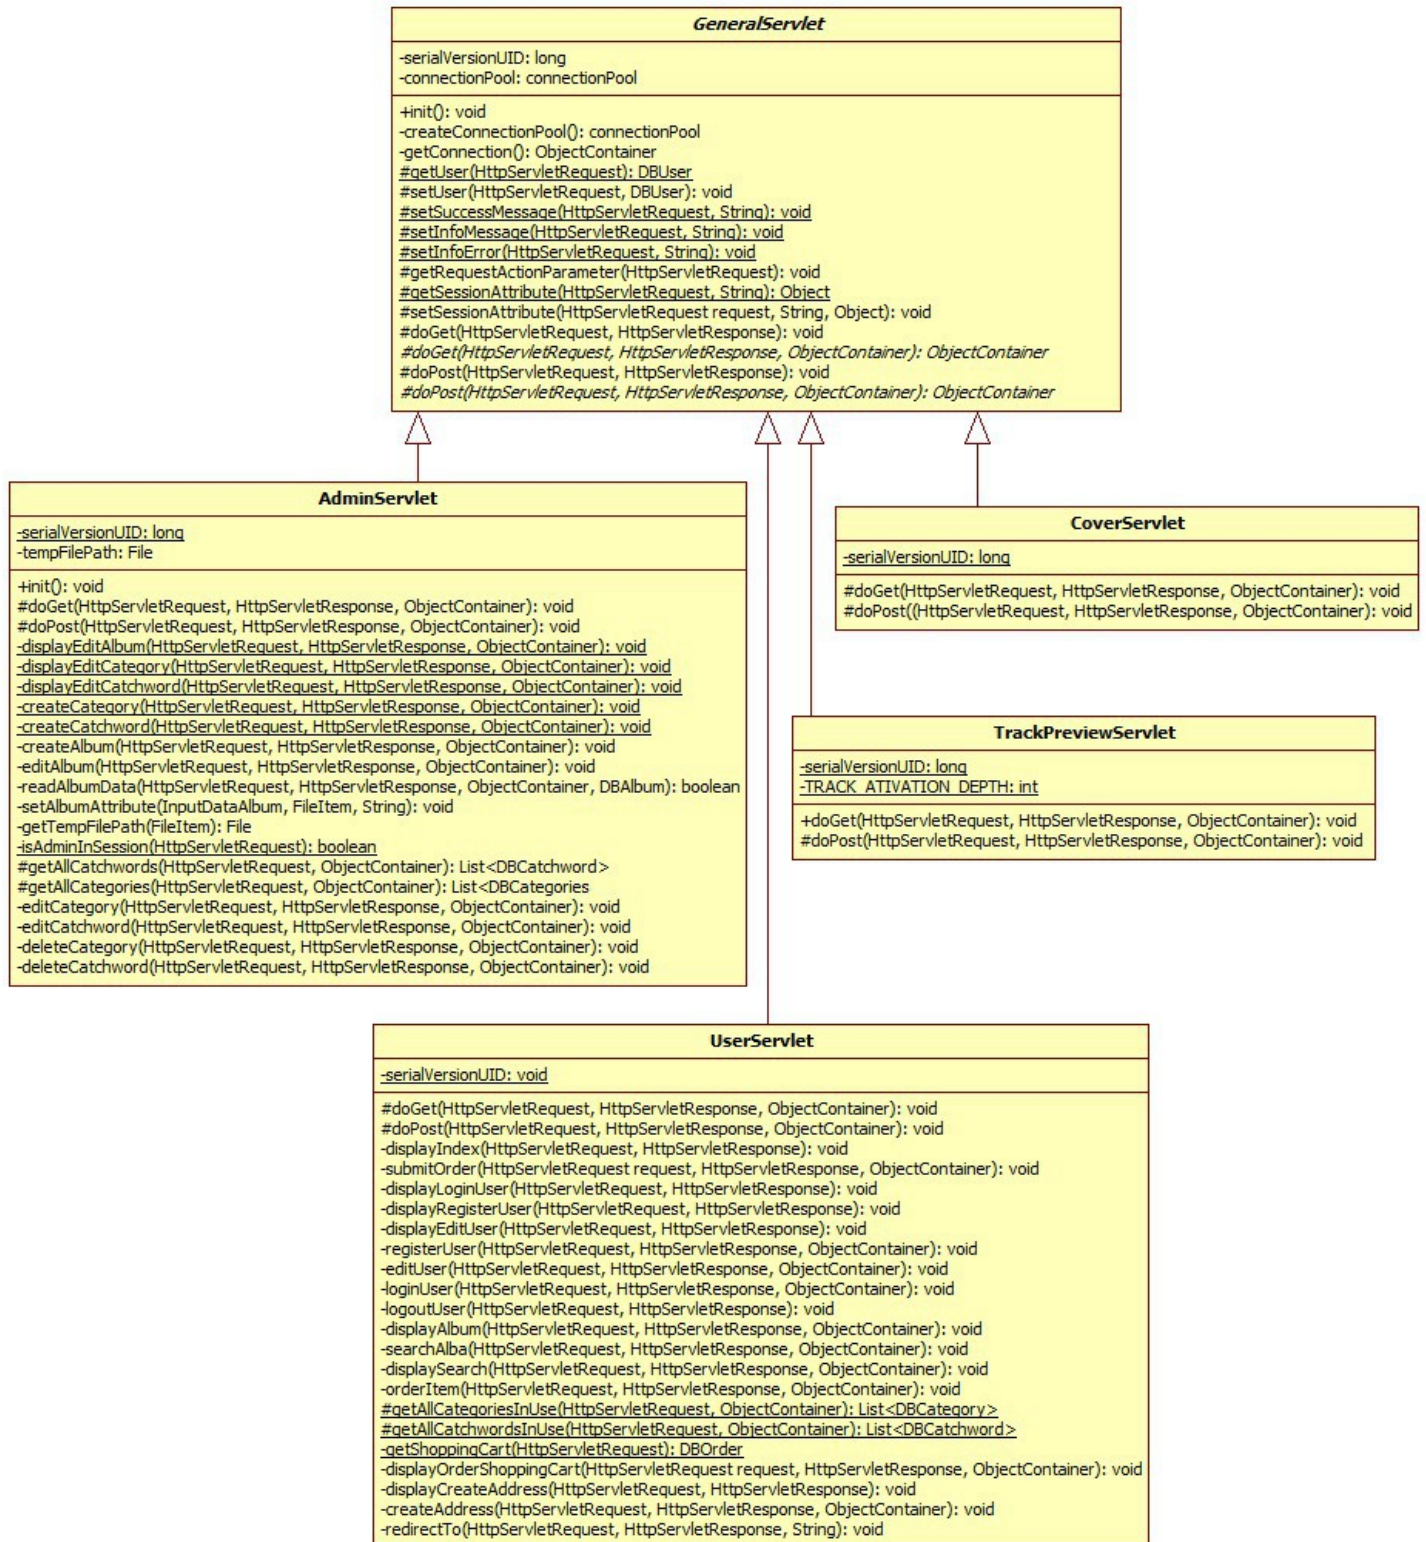 GeneralServlet
-serialVersionUID: long
-connectionPool: connectionPool
+init(): void
-createConnectionPool(): connectionPool
-getConnection(): ObjectContainer
#getUser(HttpServletRequest): DBUser
#setUser(HttpServletRequest, DBUser): void
#setSuccessMessage(HttpServletRequest, String): void
#setInfoMessage(HttpServletRequest, String): void
#setInfoError(HttpServletRequest, String): void
#getRequestActionParameter(HttpServletRequest): void
#getSessionAttribute(HttpServletRequest, String): Object
#setSessionAttribute(HttpServletRequest request, String, Object): void
#doGet(HttpServletRequest, HttpServletResponse): void
#doGet(HttpServletRequest, HttpServletResponse, ObjectContainer): ObjectContainer
#doPost(HttpServletRequest, HttpServletResponse): void
#doPost(HttpServletRequest, HttpServletResponse, ObjectContainer): ObjectContainer
AdminServlet
-serialVersionUID: long
-tempFilePath: File
+init(): void
#doGet(HttpServletRequest, HttpServletResponse, ObjectContainer): void
#doPost(HttpServletRequest, HttpServletResponse, ObjectContainer): void
-displayEditAlbum(HttpServletRequest, HttpServletResponse, ObjectContainer): void
-displayEditCategory(HttpServletRequest, HttpServletResponse, ObjectContainer): void
-displayEditCatchword(HttpServletRequest, HttpServletResponse, ObjectContainer): void
-createCategory(HttpServletRequest, HttpServletResponse, ObjectContainer): void
-createCatchword(HttpServletRequest, HttpServletResponse, ObjectContainer): void
-createAlbum(HttpServletRequest, HttpServletResponse, ObjectContainer): void
-editAlbum(HttpServletRequest, HttpServletResponse, ObjectContainer): void
-readAlbumData(HttpServletRequest, HttpServletResponse, ObjectContainer, DBAlbum): boolean
-setAlbumAttribute(InputDataAlbum, FileItem, String): void
-getTempFilePath(FileItem): File
-isAdminInSession(HttpServletRequest): boolean
#getAllCatchwords(HttpServletRequest, ObjectContainer): List<DBCatchword>
#getAllCategories(HttpServletRequest, ObjectContainer): List<DBCategories
-editCategory(HttpServletRequest, HttpServletResponse, ObjectContainer): void
-editCatchword(HttpServletRequest, HttpServletResponse, ObjectContainer): void
-deleteCategory(HttpServletRequest, HttpServletResponse, ObjectContainer): void
-deleteCatchword(HttpServletRequest, HttpServletResponse, ObjectContainer): void
CoverServlet
-serialVersionUID: long
#doGet(HttpServletRequest, HttpServletResponse, ObjectContainer): void
#doPost((HttpServletRequest, HttpServletResponse, ObjectContainer): void
TrackPreviewServlet
-serialVersionUID: long
-TRACK_ATIVATION_DEPTH: int
+doGet(HttpServletRequest, HttpServletResponse, ObjectContainer): void
#doPost(HttpServletRequest, HttpServletResponse, ObjectContainer): void
UserServlet
-serialVersionUID: void
#doGet(HttpServletRequest, HttpServletResponse, ObjectContainer): void
#doPost(HttpServletRequest, HttpServletResponse, ObjectContainer): void
-displayIndex(HttpServletRequest, HttpServletResponse): void
-submitOrder(HttpServletRequest request, HttpServletResponse, ObjectContainer): void
-displayLoginUser(HttpServletRequest, HttpServletResponse): void
-displayRegisterUser(HttpServletRequest, HttpServletResponse): void
-displayEditUser(HttpServletRequest, HttpServletResponse): void
-registerUser(HttpServletRequest, HttpServletResponse, ObjectContainer): void
-editUser(HttpServletRequest, HttpServletResponse, ObjectContainer): void
-loginUser(HttpServletRequest, HttpServletResponse, ObjectContainer): void
-logoutUser(HttpServletRequest, HttpServletResponse): void
-displayAlbum(HttpServletRequest, HttpServletResponse, ObjectContainer): void
-searchAlba(HttpServletRequest, HttpServletResponse, ObjectContainer): void
-displaySearch(HttpServletRequest, HttpServletResponse, ObjectContainer): void
-orderItem(HttpServletRequest, HttpServletResponse, ObjectContainer): void
#getAllCategoriesInUse(HttpServletRequest, ObjectContainer): List<DBCategory>
#getAllCatchwordsInUse(HttpServletRequest, ObjectContainer): List<DBCatchword>
-getShoppingCart(HttpServletRequest): DBOrder
-displayOrderShoppingCart(HttpServletRequest request, HttpServletResponse, ObjectContainer): void
-displayCreateAddress(HttpServletRequest, HttpServletResponse): void
-createAddress(HttpServletRequest, HttpServletResponse, ObjectContainer): void
-redirectTo(HttpServletRequest, HttpServletResponse, String): void